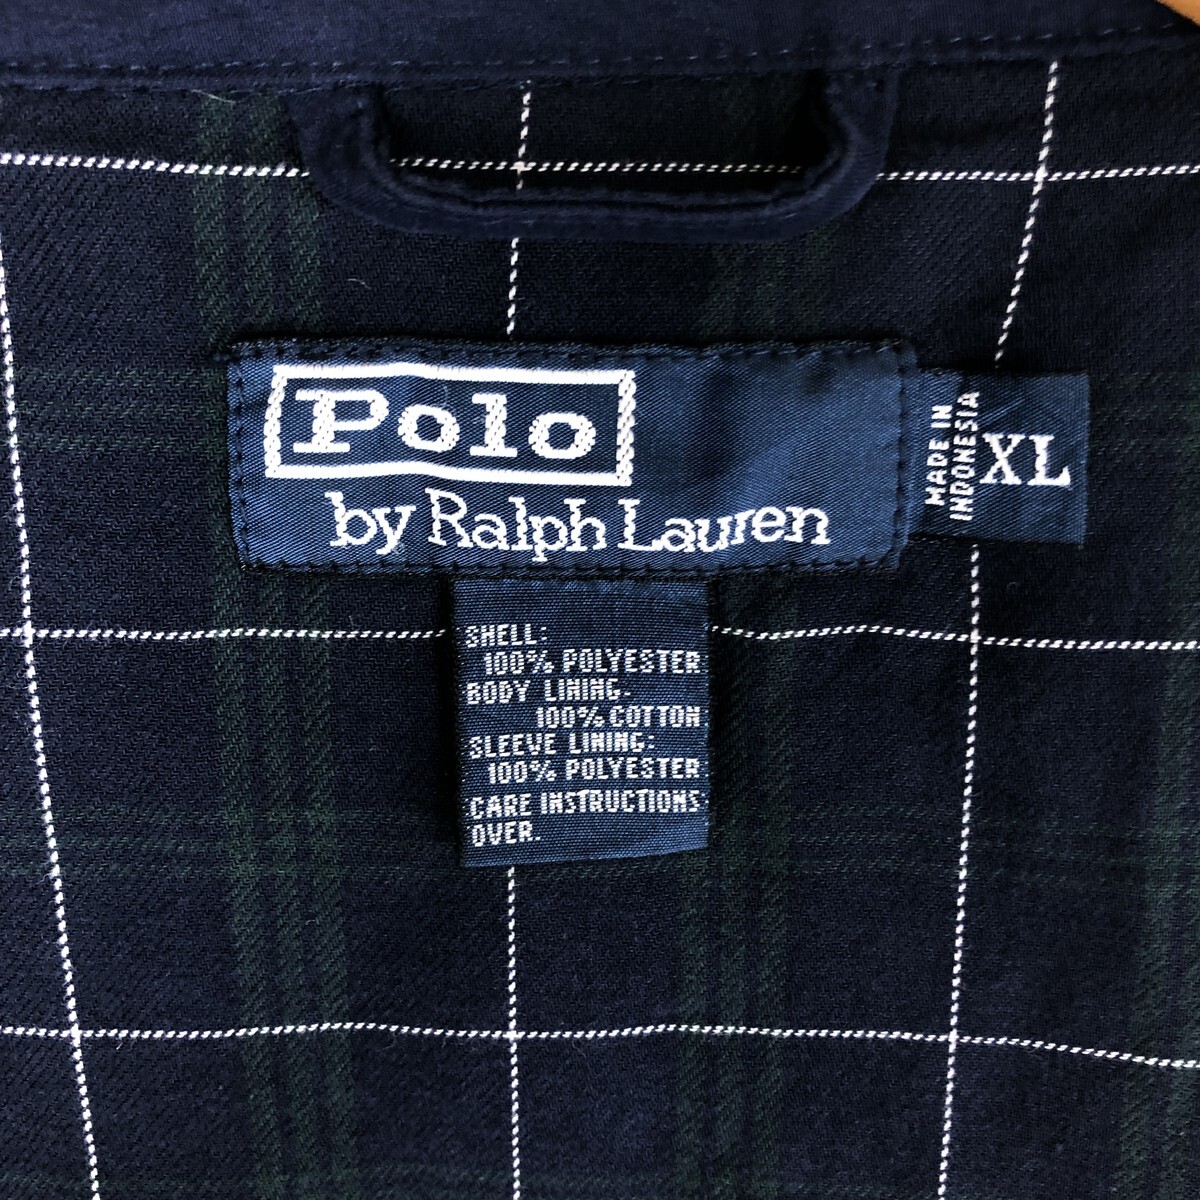 Polo
by Ralph Lauren
MADE IN
INDONESIA
XL
SHELL:
100% POLYESTER
BODY LINING.
100% COTTON
SLEEVE LINING:
100% POLYESTER
CARE INSTRUCTIONS
OVER.